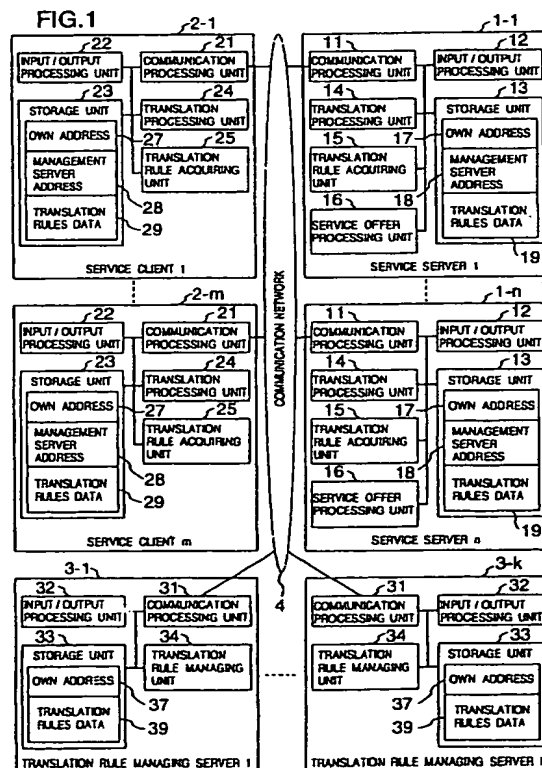 FIG.1
2-1
22
21
INPUT / OUTPUT
PROCESSING UNIT
COMMUNICATION
PROCESSING UNIT
23
24
STORAGE UNIT
TRANSLATION
PROCESSING UNIT
OWN ADDRESS
27
25
MANAGEMENT
SERVER
ADDRESS
TRANSLATION
RULE ACQUIRING
UNIT
28
TRANSLATION
RULES DATA
29
SERVICE CLIENT 1
1-1
11
12
COMMUNICATION
PROCESSING UNIT
INPUT / OUTPUT
PROCESSING UNIT
14
13
TRANSLATION
PROCESSING UNIT
STORAGE UNIT
15
17
OWN ADDRESS
TRANSLATION
RULE ACQUIRING
UNIT
MANAGEMENT
SERVER
ADDRESS
16
18
SERVICE OFFER
PROCESSING UNIT
TRANSLATION
RULES DATA
19
SERVICE SERVER 1
COMMUNICATION NETWORK
4
2-m
22
21
INPUT / OUTPUT
PROCESSING UNIT
COMMUNICATION
PROCESSING UNIT
23
24
STORAGE UNIT
TRANSLATION
PROCESSING UNIT
OWN ADDRESS
27
25
MANAGEMENT
SERVER
ADDRESS
TRANSLATION
RULE ACQUIRING
UNIT
28
TRANSLATION
RULES DATA
29
SERVICE CLIENT m
1-n
11
12
COMMUNICATION
PROCESSING UNIT
INPUT / OUTPUT
PROCESSING UNIT
14
13
TRANSLATION
PROCESSING UNIT
STORAGE UNIT
15
17
OWN ADDRESS
TRANSLATION
RULE ACQUIRING
UNIT
MANAGEMENT
SERVER
ADDRESS
16
18
SERVICE OFFER
PROCESSING UNIT
TRANSLATION
RULES DATA
19
SERVICE SERVER n
3-1
32
31
INPUT / OUTPUT
PROCESSING UNIT
COMMUNICATION
PROCESSING UNIT
33
34
STORAGE UNIT
TRANSLATION
RULE MANAGING
UNIT
OWN ADDRESS
37
TRANSLATION
RULES DATA
39
TRANSLATION RULE MANAGING SERVER 1
3-k
31
32
COMMUNICATION
PROCESSING UNIT
INPUT / OUTPUT
PROCESSING UNIT
34
33
TRANSLATION
RULE MANAGING
UNIT
STORAGE UNIT
37
OWN ADDRESS
39
TRANSLATION
RULES DATA
TRANSLATION RULE MANAGING SERVER